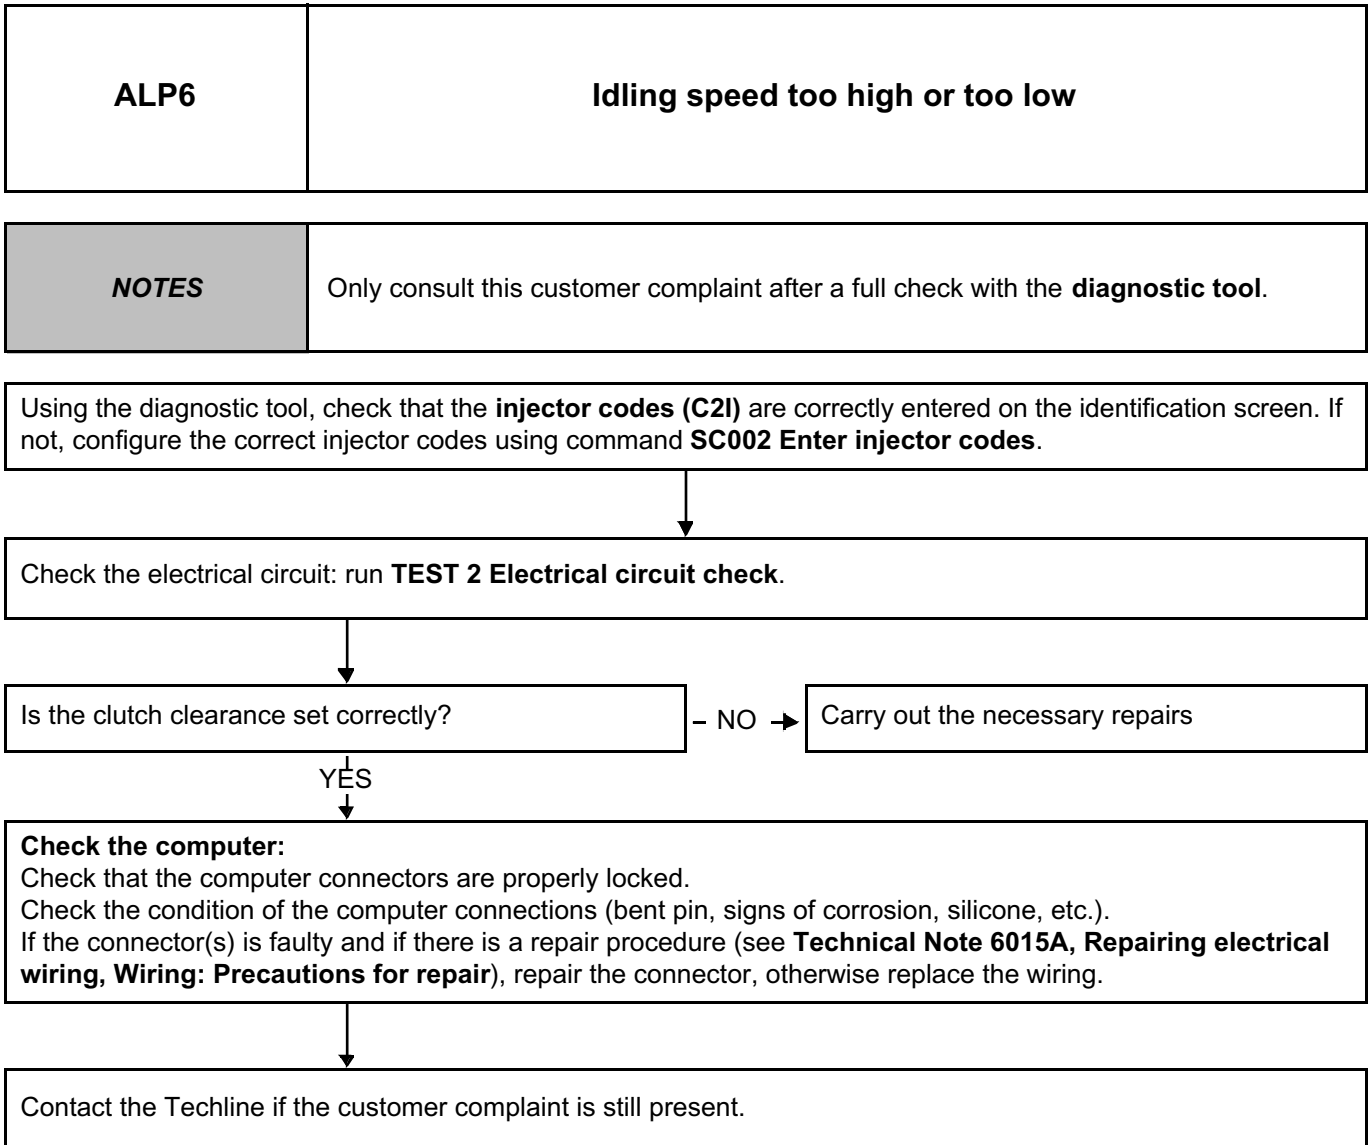 ALP6
Idling speed too high or too low
NOTES
Only consult this customer complaint after a full check with the diagnostic tool.
Using the diagnostic tool, check that the injector codes (C2I) are correctly entered on the identification screen. If
not, configure the correct injector codes using command SC002 Enter injector codes.
Check the electrical circuit: run TEST 2 Electrical circuit check.
Is the clutch clearance set correctly?
NO
Carry out the necessary repairs
YES
Check the computer:
Check that the computer connectors are properly locked.
Check the condition of the computer connections (bent pin, signs of corrosion, silicone, etc.).
If the connector(s) is faulty and if there is a repair procedure (see Technical Note 6015A, Repairing electrical
wiring, Wiring: Precautions for repair), repair the connector, otherwise replace the wiring.
Contact the Techline if the customer complaint is still present.